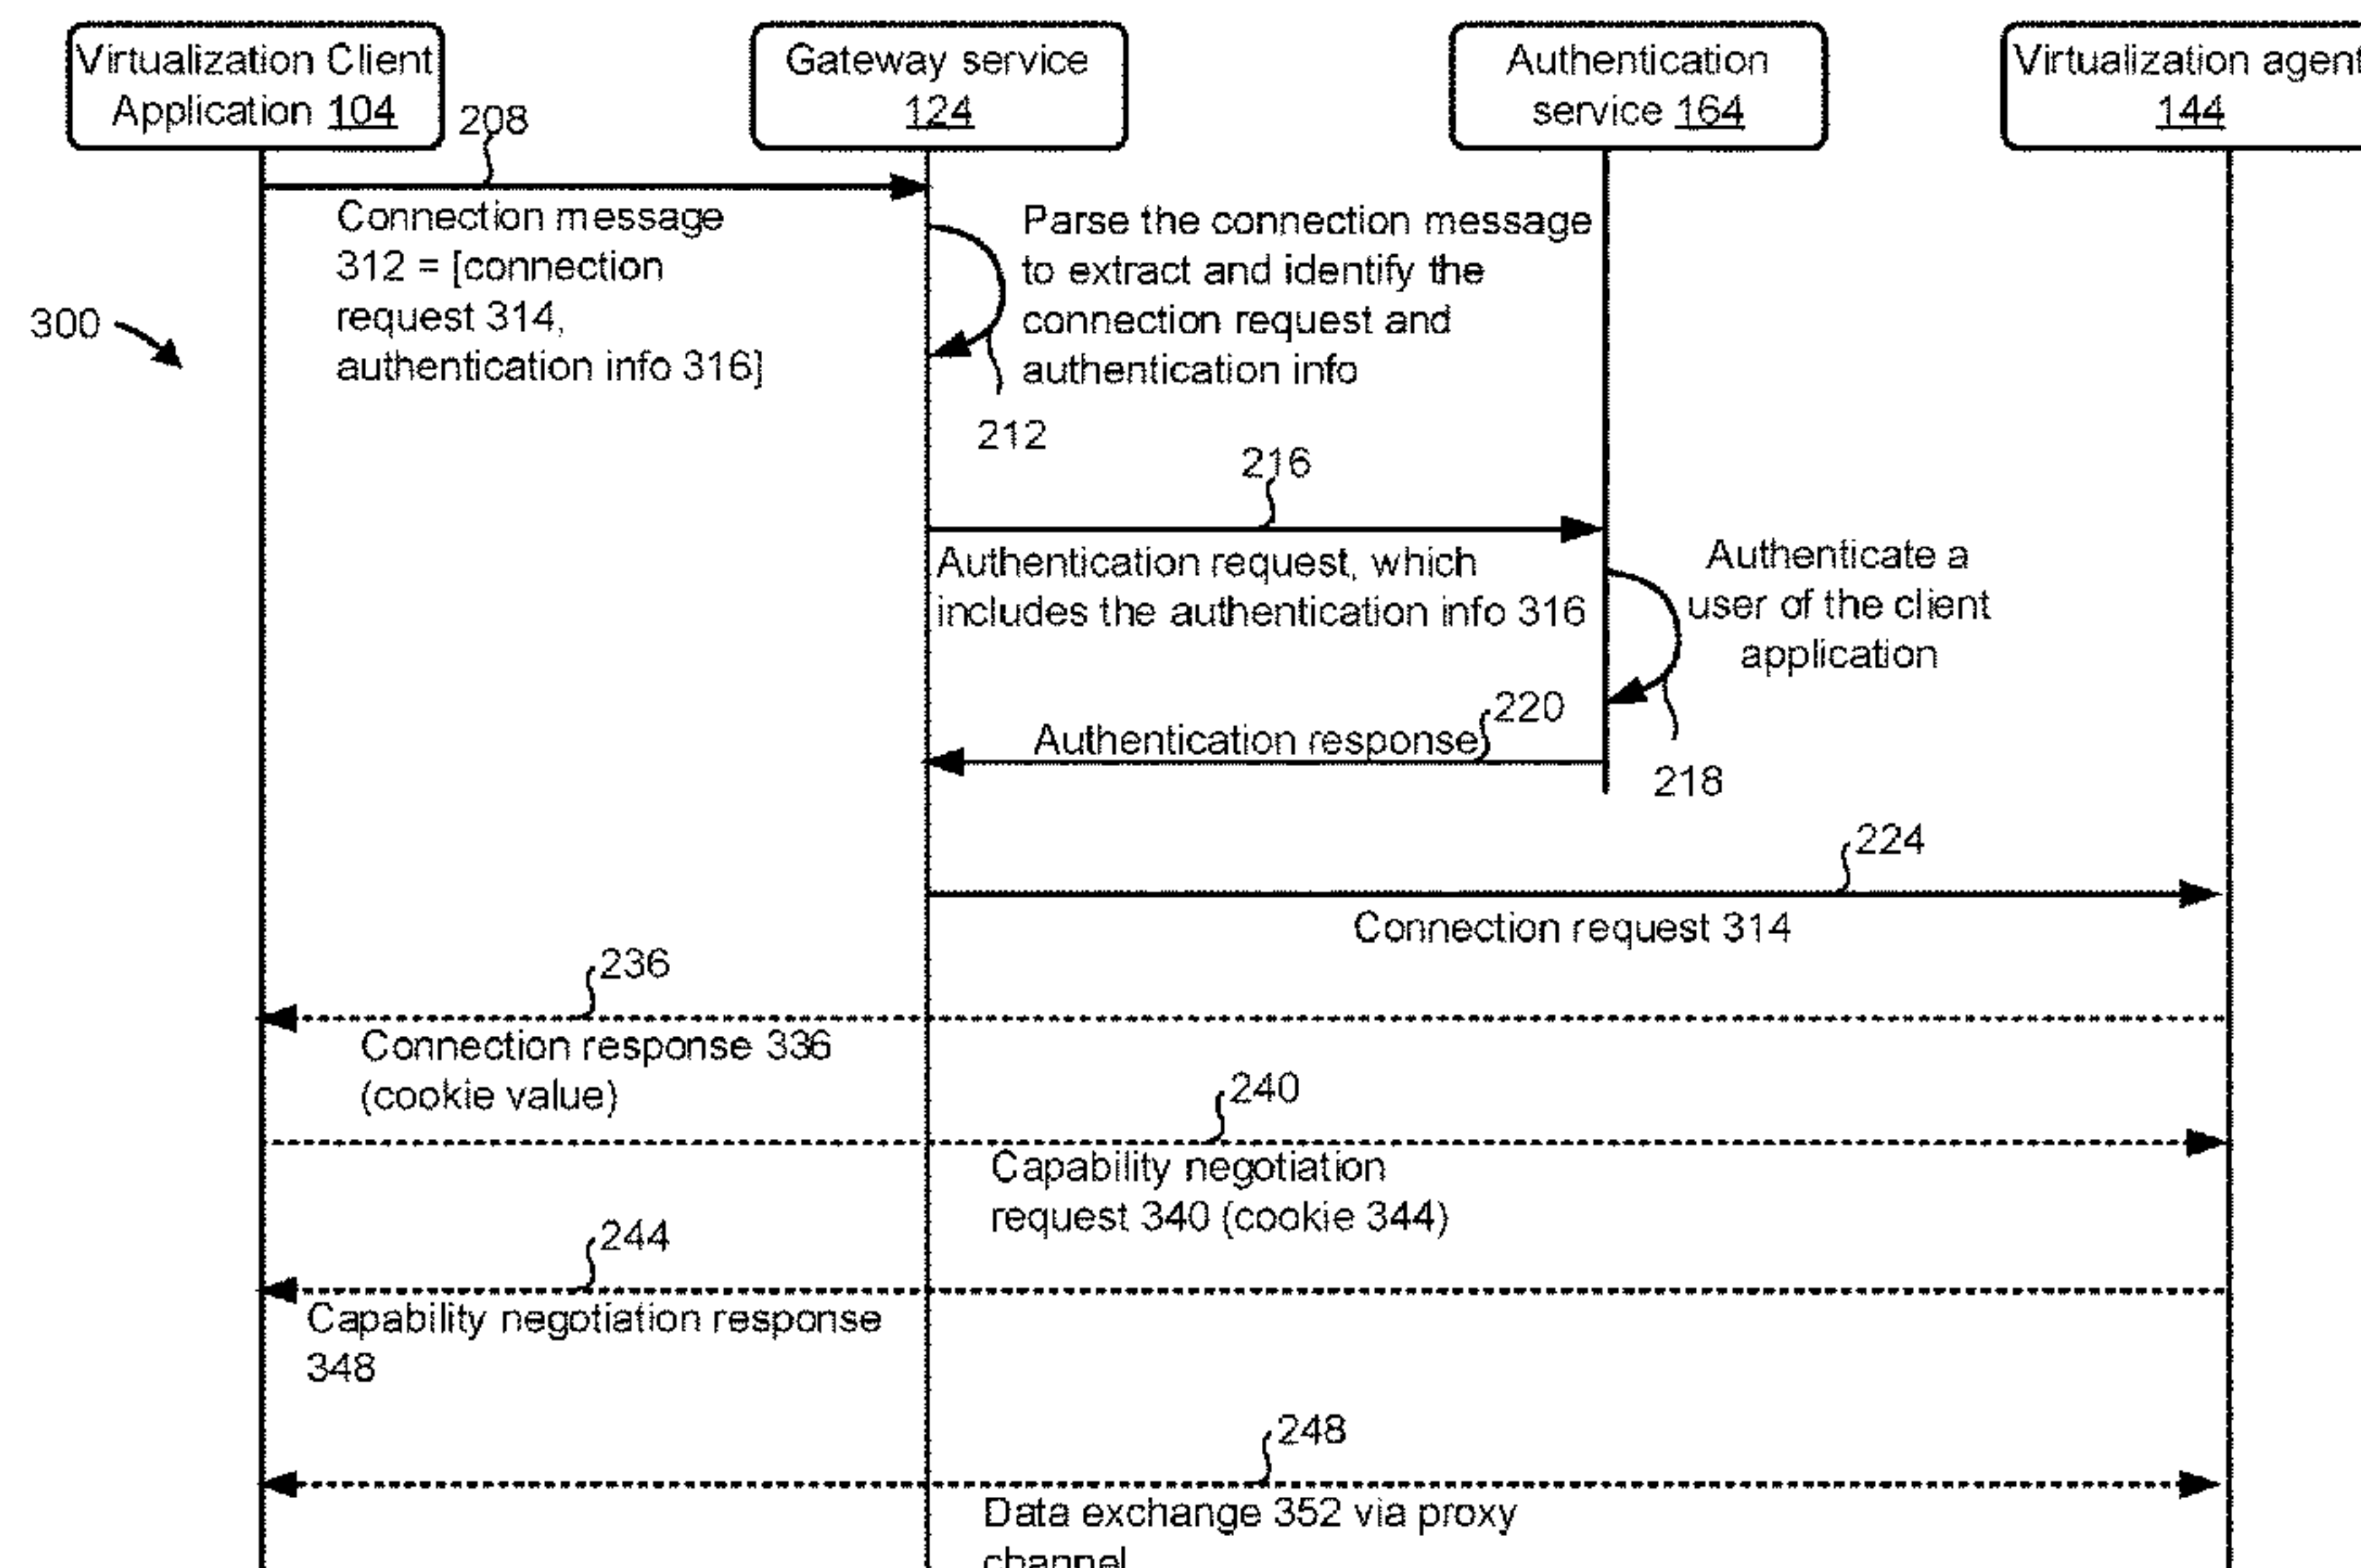 Virtualization Client
Application 104
Gateway service
124
Authentication
service 164
Virtualization agent
144
208
Connection message
312 = [connection
request 314,
authentication info 316]
Parse the connection message
to extract and identify the
connection request and
authentication info
300
212
216
Authentication request, which
includes the authentication info 316
Authenticate a
user of the client
application
220
Authentication response
218
224
Connection request 314
236
Connection response 336
(cookie value)
240
Capability negotiation
request 340 (cookie 344)
244
Capability negotiation response
348
248
Data exchange 352 via proxy
channel